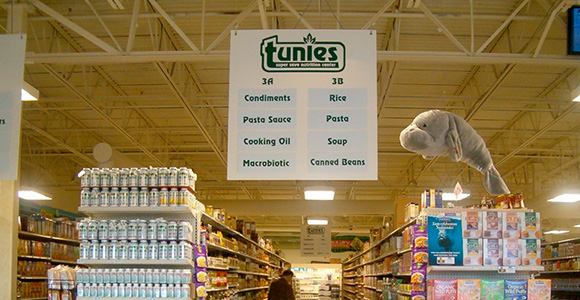 tunies
super save nutrition center
3A 3B
Condiments Rice
Pasta Sauce Pasta
Cooking Oil Soup
Macrobiotic Canned Beans